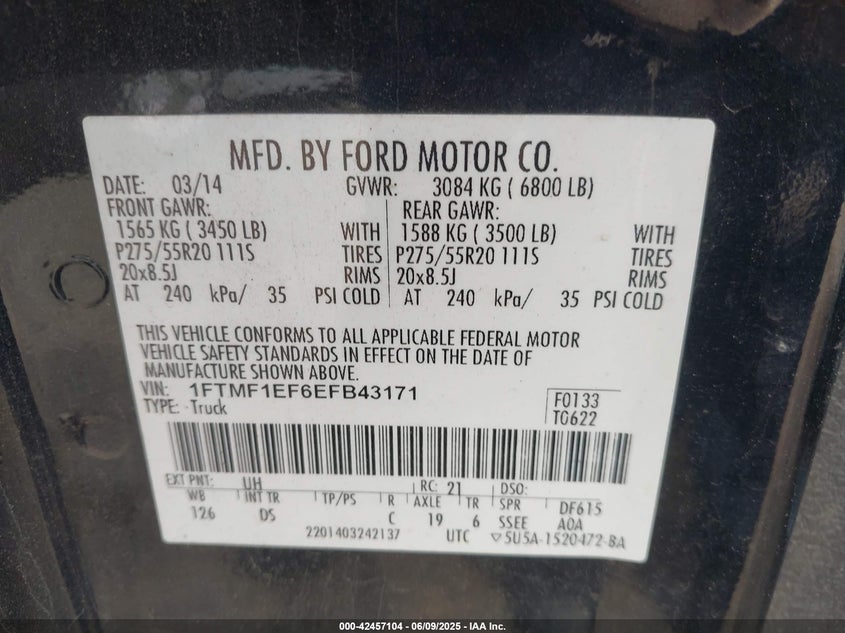 MFD. BY FORD MOTOR CO.
DATE: 03/14 GVWR: 3084 KG ( 6800 LB)
FRONT GAWR: REAR GAWR:
1565 KG ( 3450 LB) WITH 1588 KG ( 3500 LB) WITH
P275/55R20 111S TIRES P275/55R20 111S TIRES
20x8.5J RIMS 20x8.5J RIMS
AT 240 kPa/ 35 PSI COLD AT 240 kPa/ 35 PSI COLD
THIS VEHICLE CONFORMS TO ALL APPLICABLE FEDERAL MOTOR
VEHICLE SAFETY STANDARDS IN EFFECT ON THE DATE OF
MANUFACTURE SHOWN ABOVE.
VIN: 1FTMF1EF6EFB43171 F0133
TYPE: Truck TG622
EXT PNT: UH RC: 21 DSO:
WB INT TR TP/PS R AXLE TR SPR DF615
126 DS C 19 6 SSEE A0A
2201403242137 UTC ▽5U5A-1520472-BA
000-42457104 | 06/09/2025 - IAA Inc.